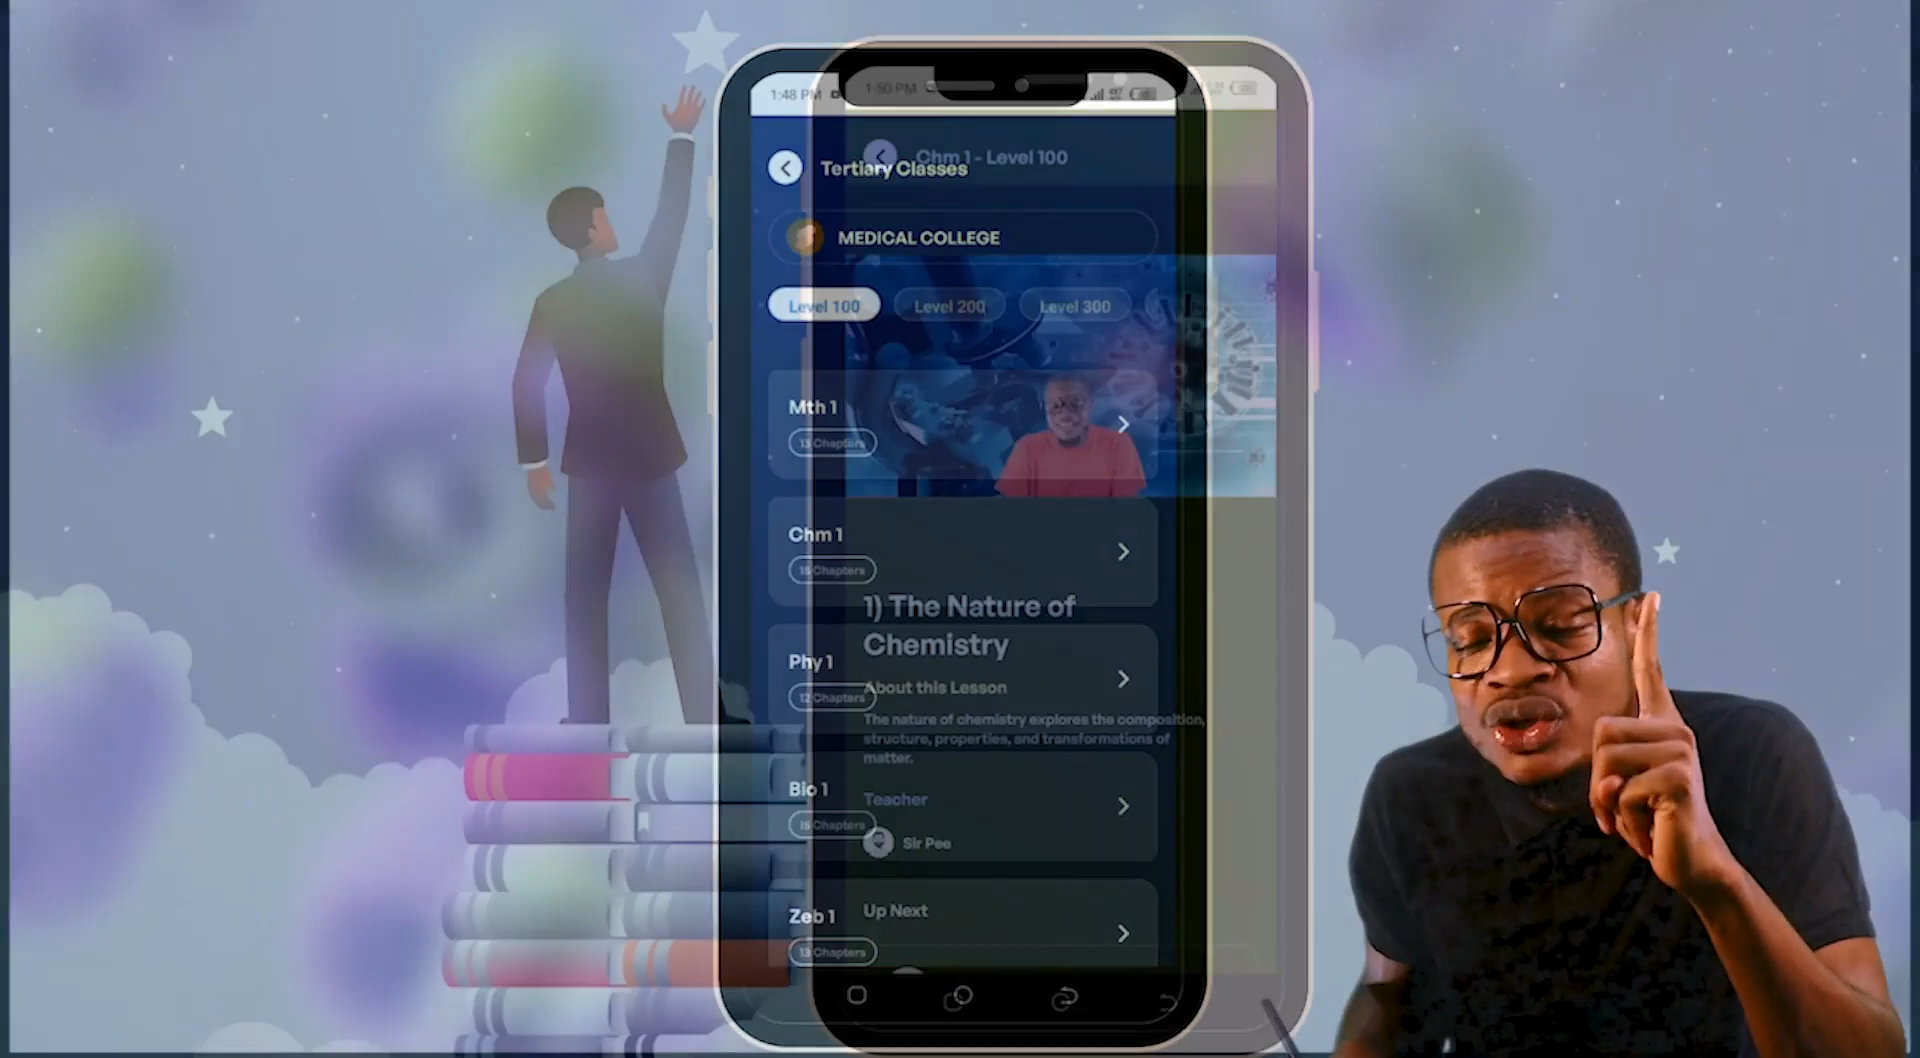 1:48 PM
1:50 PM
Chm 1 - Level 100
Tertiary Classes
MEDICAL COLLEGE
Level 100
Level 200
Level 300
Mth 1
13 Chapters
Chm 1
15 Chapters
1) The Nature of
Chemistry
Phy 1
12 Chapters
About this Lesson
The nature of chemistry explores the composition,
structure, properties, and transformations of
matter.
Bio 1
15 Chapters
Teacher
Sir Pee
Zeb 1
13 Chapters
Up Next